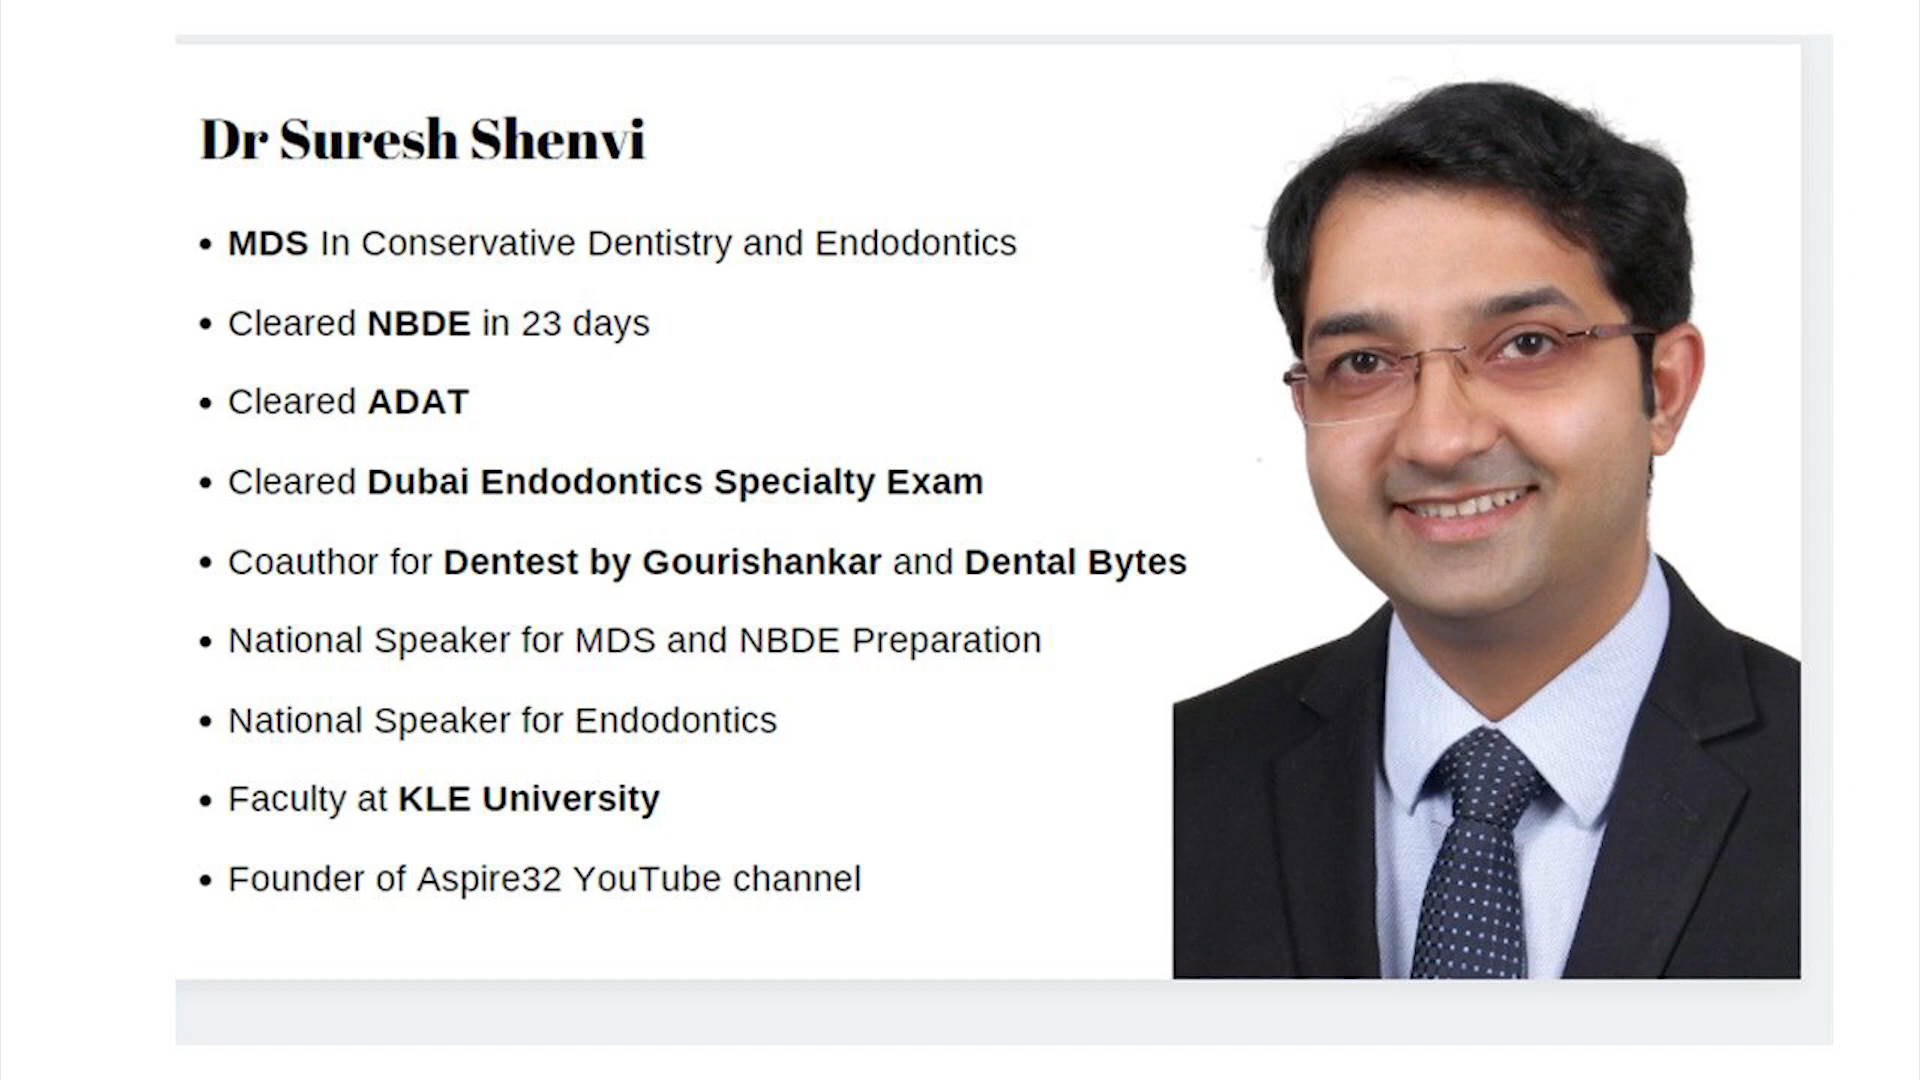 Dr Suresh Shenvi
• MDS In Conservative Dentistry and Endodontics
• Cleared NBDE in 23 days
• Cleared ADAT
• Cleared Dubai Endodontics Specialty Exam
• Coauthor for Dentest by Gourishankar and Dental Bytes
• National Speaker for MDS and NBDE Preparation
• National Speaker for Endodontics
• Faculty at KLE University
• Founder of Aspire32 YouTube channel